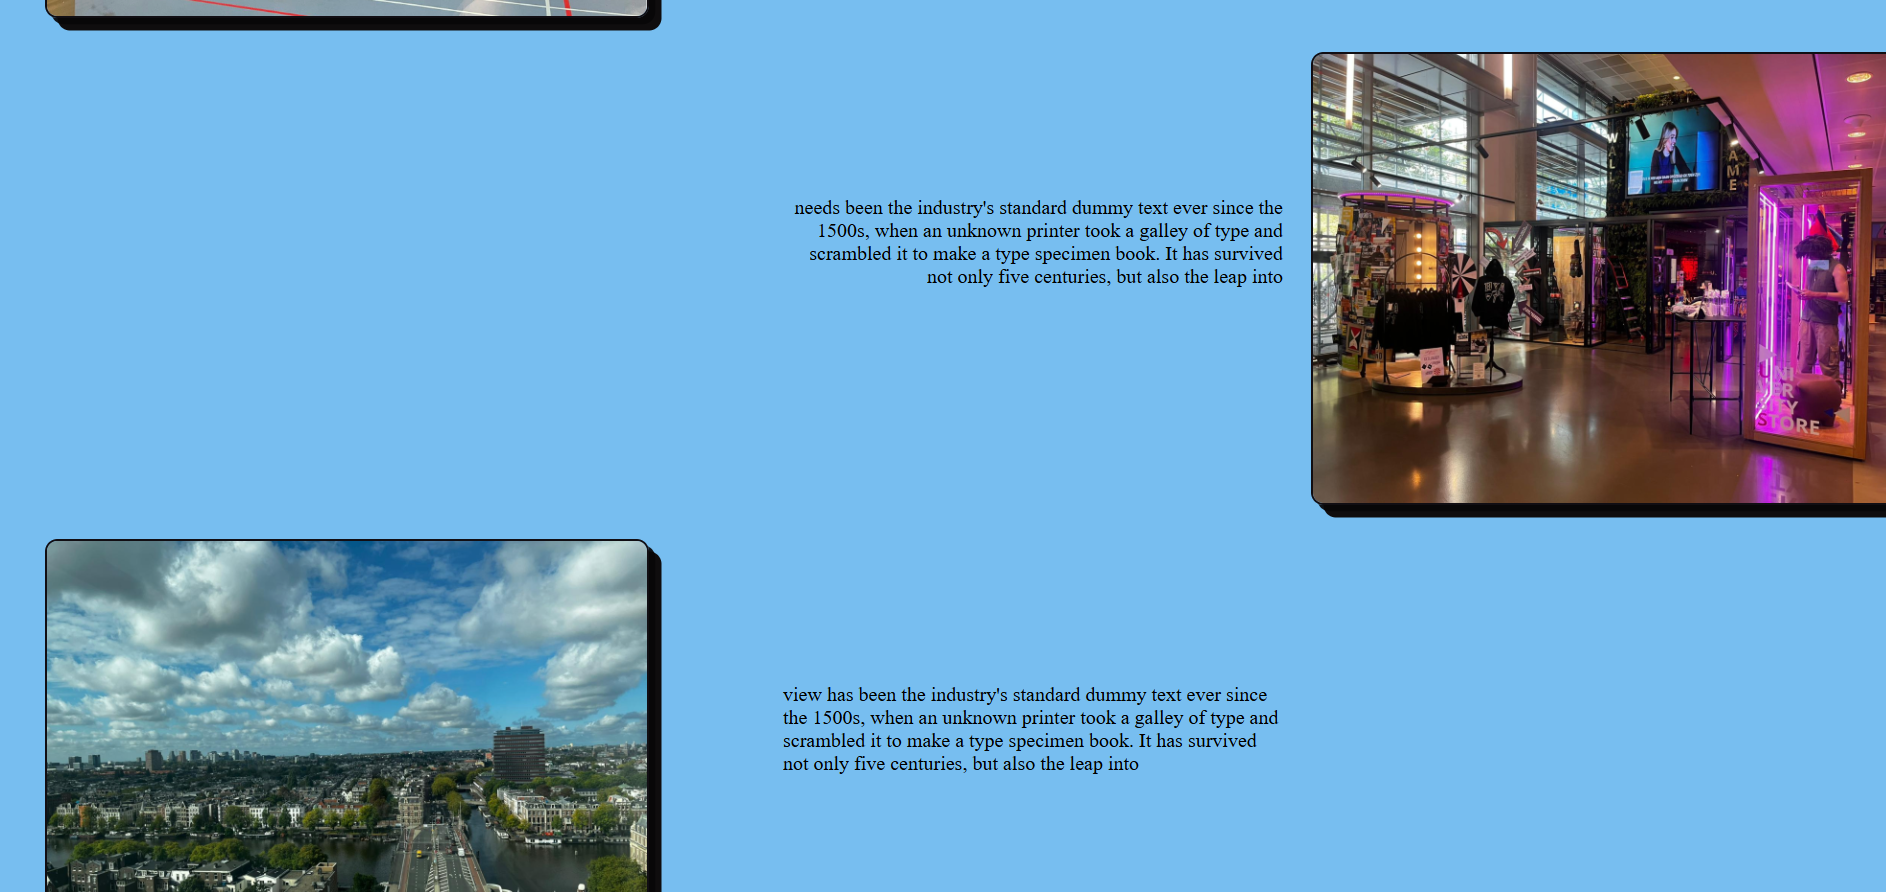 needs been the industry's standard dummy text ever since the
1500s, when an unknown printer took a galley of type and
scrambled it to make a type specimen book. It has survived
not only five centuries, but also the leap into
UNI
VER
SITY
STORE
view has been the industry's standard dummy text ever since
the 1500s, when an unknown printer took a galley of type and
scrambled it to make a type specimen book. It has survived
not only five centuries, but also the leap into